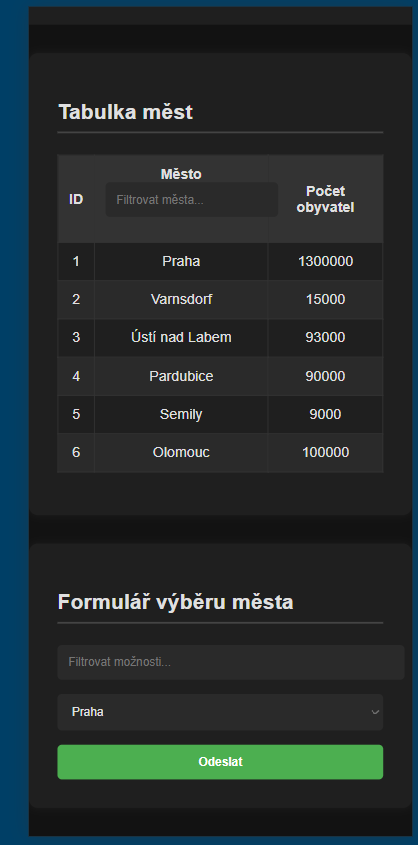 Tabulka měst
ID Město Počet obyvatel
Filtrovat města...
1 Praha 1300000
2 Varnsdorf 15000
3 Ústí nad Labem 93000
4 Pardubice 90000
5 Semily 9000
6 Olomouc 100000
Formulář výběru města
Filtrovat možnosti...
Praha
Odeslat